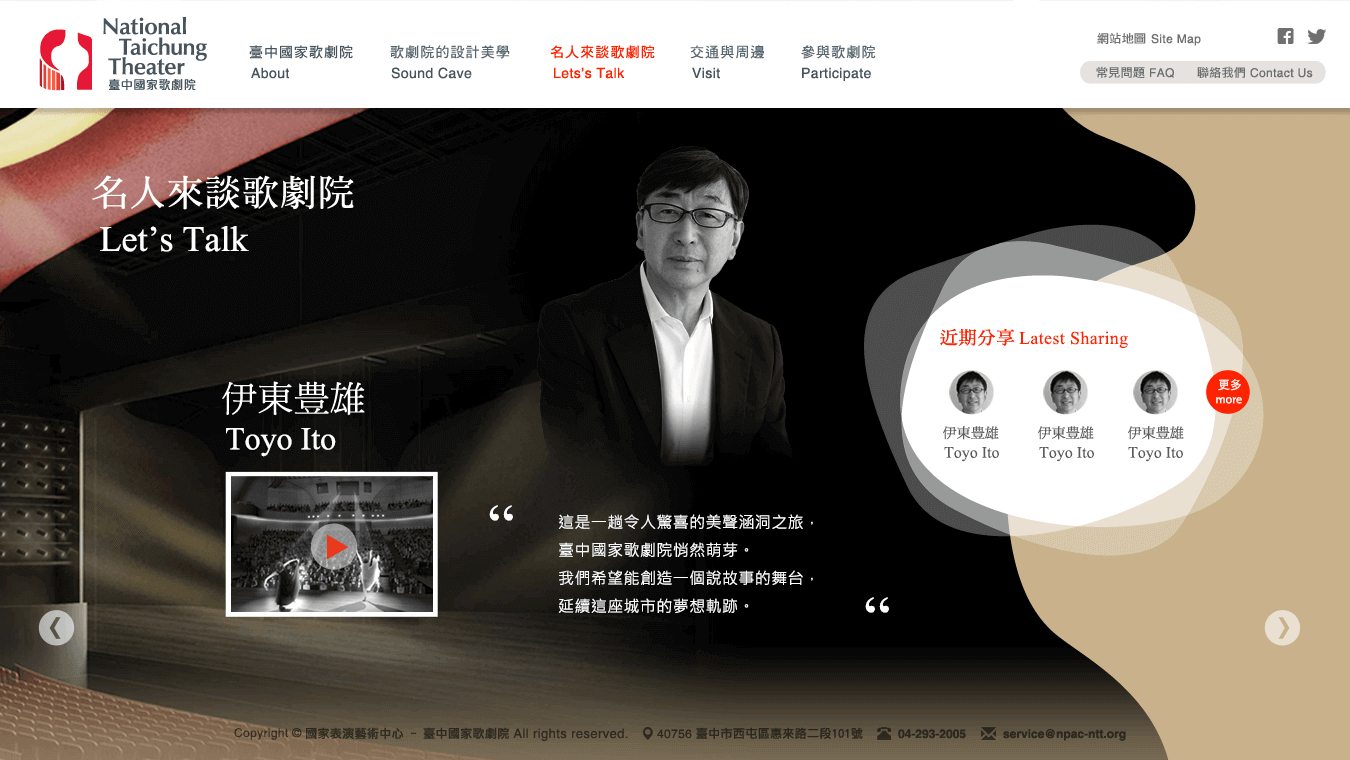 National
Taichung
Theater
臺中國家歌劇院
臺中國家歌劇院
About
歌劇院的設計美學
Sound Cave
名人來談歌劇院
Lets's Talk
交通與周邊
Visit
參與歌劇院
Participate
網站地圖 Site Map
常見問題 FAQ
聯絡我們 Contact Us
名人來談歌劇院
Let's Talk
伊東豊雄
Toyo Ito
“
這是一趟令人驚喜的美聲涵洞之旅，
臺中國家歌劇院悄然萌芽。
我們希望能創造一個說故事的舞台，
延續這座城市的夢想軌跡。
“
近期分享 Latest Sharing
伊東豊雄
Toyo Ito
伊東豊雄
Toyo Ito
伊東豊雄
Toyo Ito
更多
more
Copyright © 國家表演藝術中心 － 臺中國家歌劇院 All rights reserved. 40756 臺中市西屯區惠來路二段101號 04-293-2005 service@npac-ntt.org